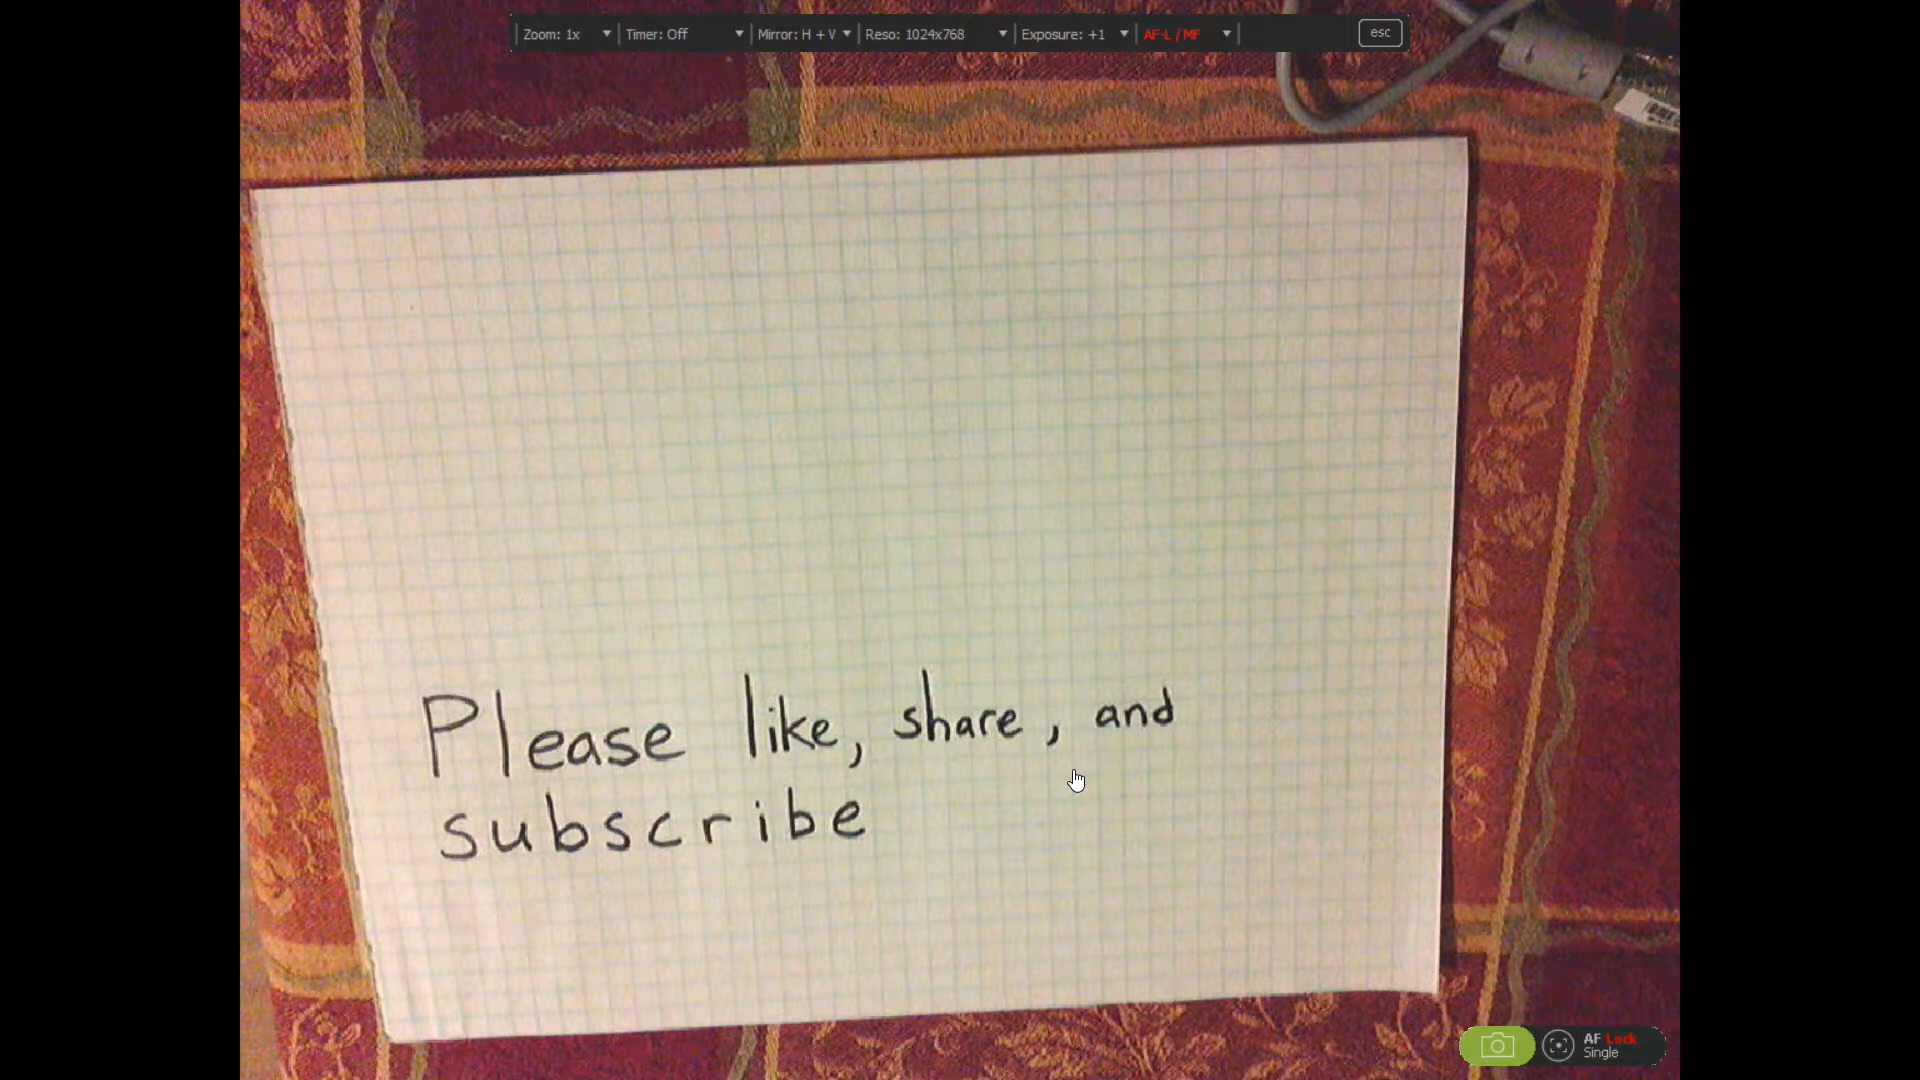 Zoom: 1x Timer: Off Mirror: H + V Reso: 1024x768 Exposure: +1 AF-L / MF esc
Please like, share, and
subscribe
AF Lock
Single